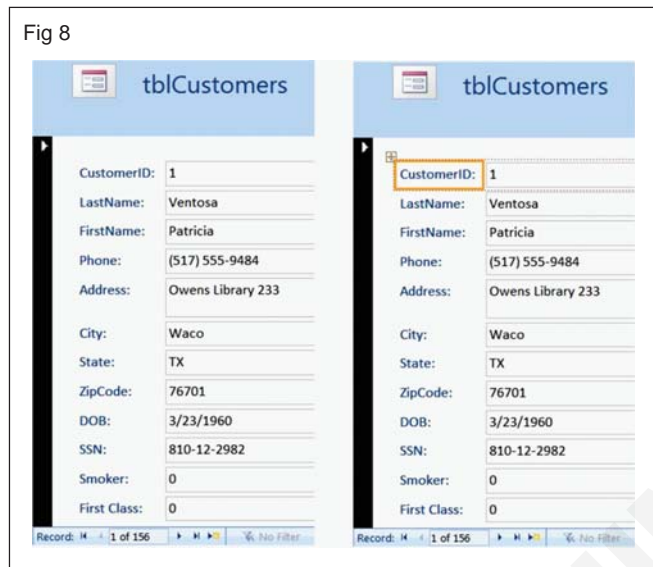 Fig 8
tblCustomers
CustomerID: 1
LastName: Ventosa
FirstName: Patricia
Phone: (517) 555-9484
Address: Owens Library 233
City: Waco
State: TX
ZipCode: 76701
DOB: 3/23/1960
SSN: 810-12-2982
Smoker: 0
First Class: 0
Record: 1 of 156 No Filter
tblCustomers
CustomerID: 1
LastName: Ventosa
FirstName: Patricia
Phone: (517) 555-9484
Address: Owens Library 233
City: Waco
State: TX
ZipCode: 76701
DOB: 3/23/1960
SSN: 810-12-2982
Smoker: 0
First Class: 0
Record: 1 of 156 No Filter